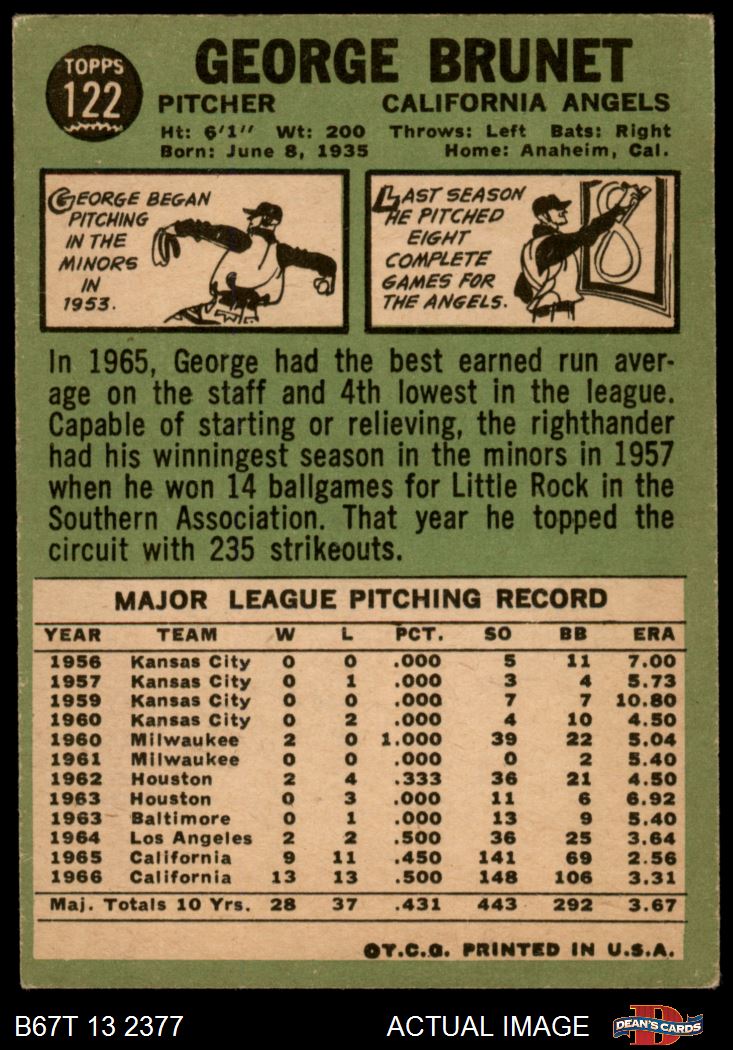 TOPPS
122
GEORGE BRUNET
PITCHER CALIFORNIA ANGELS
Ht: 6'1" Wt: 200 Throws: Left Bats: Right
Born: June 8, 1935 Home: Anaheim, Cal.
GEORGE BEGAN
PITCHING
IN THE
MINORS
IN
1953.
LAST SEASON
HE PITCHED
EIGHT
COMPLETE
GAMES FOR
THE ANGELS.
In 1965, George had the best earned run aver-
age on the staff and 4th lowest in the league.
Capable of starting or relieving, the righthander
had his winningest season in the minors in 1957
when he won 14 ballgames for Little Rock in the
Southern Association. That year he topped the
circuit with 235 strikeouts.
MAJOR LEAGUE PITCHING RECORD
YEAR TEAM W L PCT. SO BB ERA
1956 Kansas City 0 0 .000 5 11 7.00
1957 Kansas City 0 1 .000 3 4 5.73
1959 Kansas City 0 0 .000 7 7 10.80
1960 Kansas City 0 2 .000 4 10 4.50
1960 Milwaukee 2 0 1.000 39 22 5.04
1961 Milwaukee 0 0 .000 0 2 5.40
1962 Houston 2 4 .333 36 21 4.50
1963 Houston 0 3 .000 11 6 6.92
1963 Baltimore 0 1 .000 13 9 5.40
1964 Los Angeles 2 2 .500 36 25 3.64
1965 California 9 11 .450 141 69 2.56
1966 California 13 13 .500 148 106 3.31
Maj. Totals 10 Yrs. 28 37 .431 443 292 3.67
©T.C.G. PRINTED IN U.S.A.
B67T 13 2377 ACTUAL IMAGE
D
DEAN'S CARDS